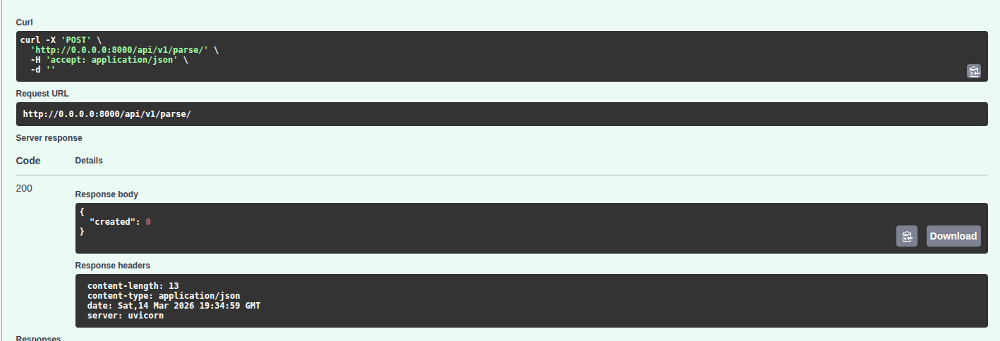 Curl
curl -X 'POST' \
  'http://0.0.0.0:8000/api/v1/parse/' \
  -H 'accept: application/json' \
  -d ''
Request URL
http://0.0.0.0:8000/api/v1/parse/
Server response
Code Details
200
Response body
{
  "created": 0
}
Download
Response headers
content-length: 13
content-type: application/json
date: Sat,14 Mar 2026 19:34:59 GMT
server: uvicorn
Responses